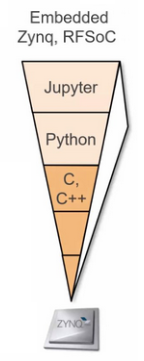 Embedded
Zynq, RFSoC
Jupyter
Python
C,
C++
ZYNQ